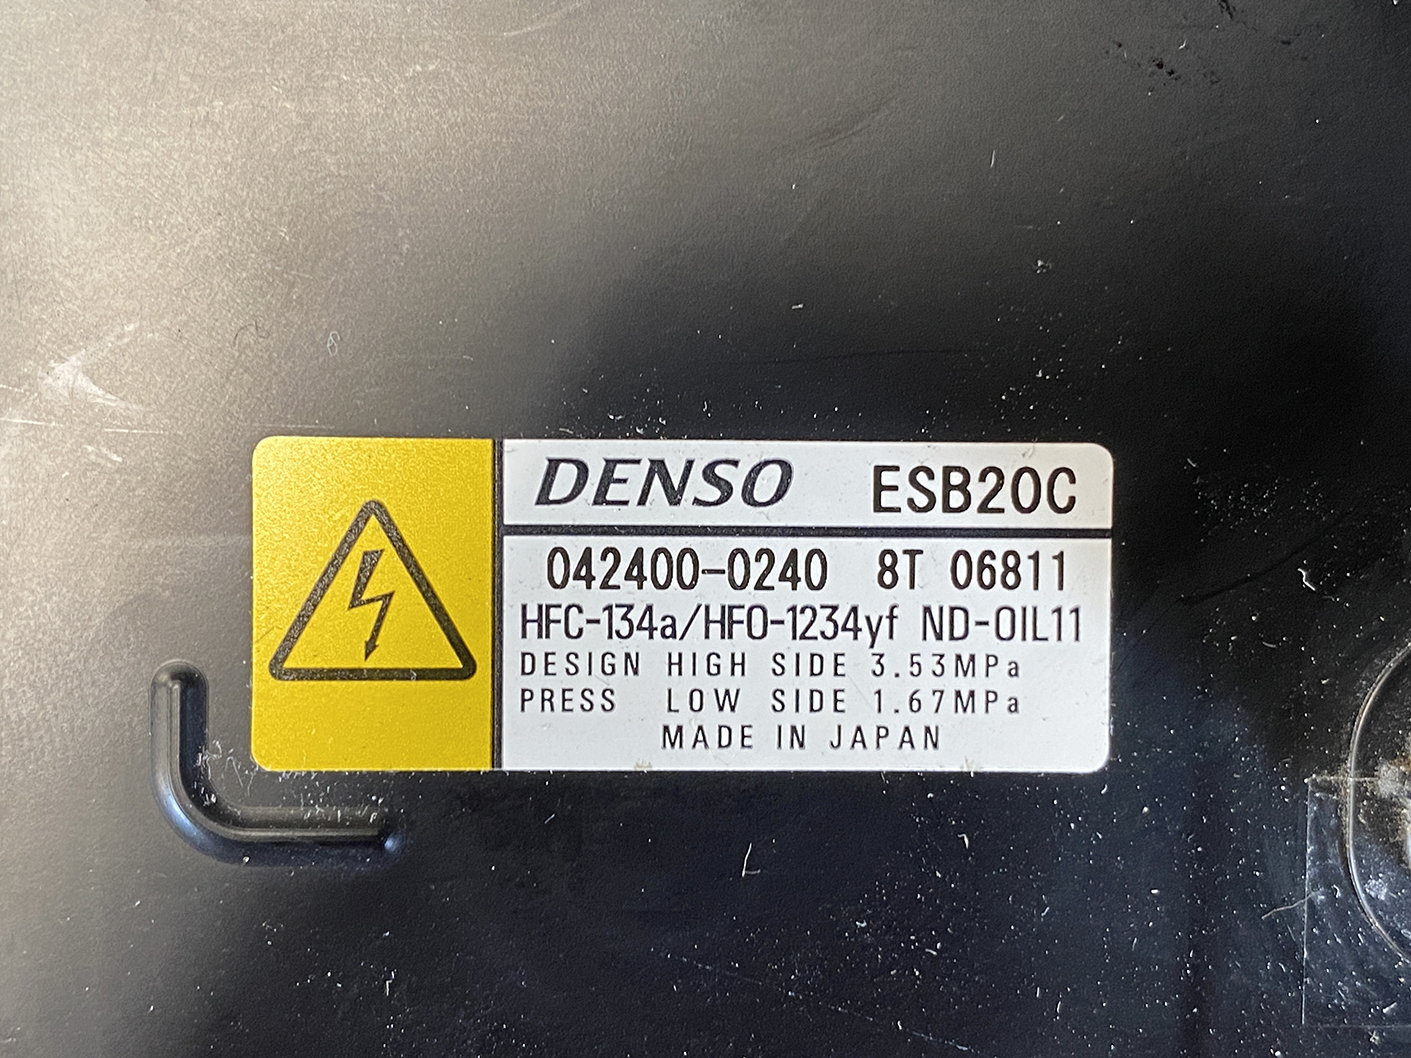 DENSO ESB20C
042400-0240 8T 06811
HFC-134a/HFO-1234yf ND-OIL11
DESIGN HIGH SIDE 3.53MPa
PRESS LOW SIDE 1.67MPa
MADE IN JAPAN